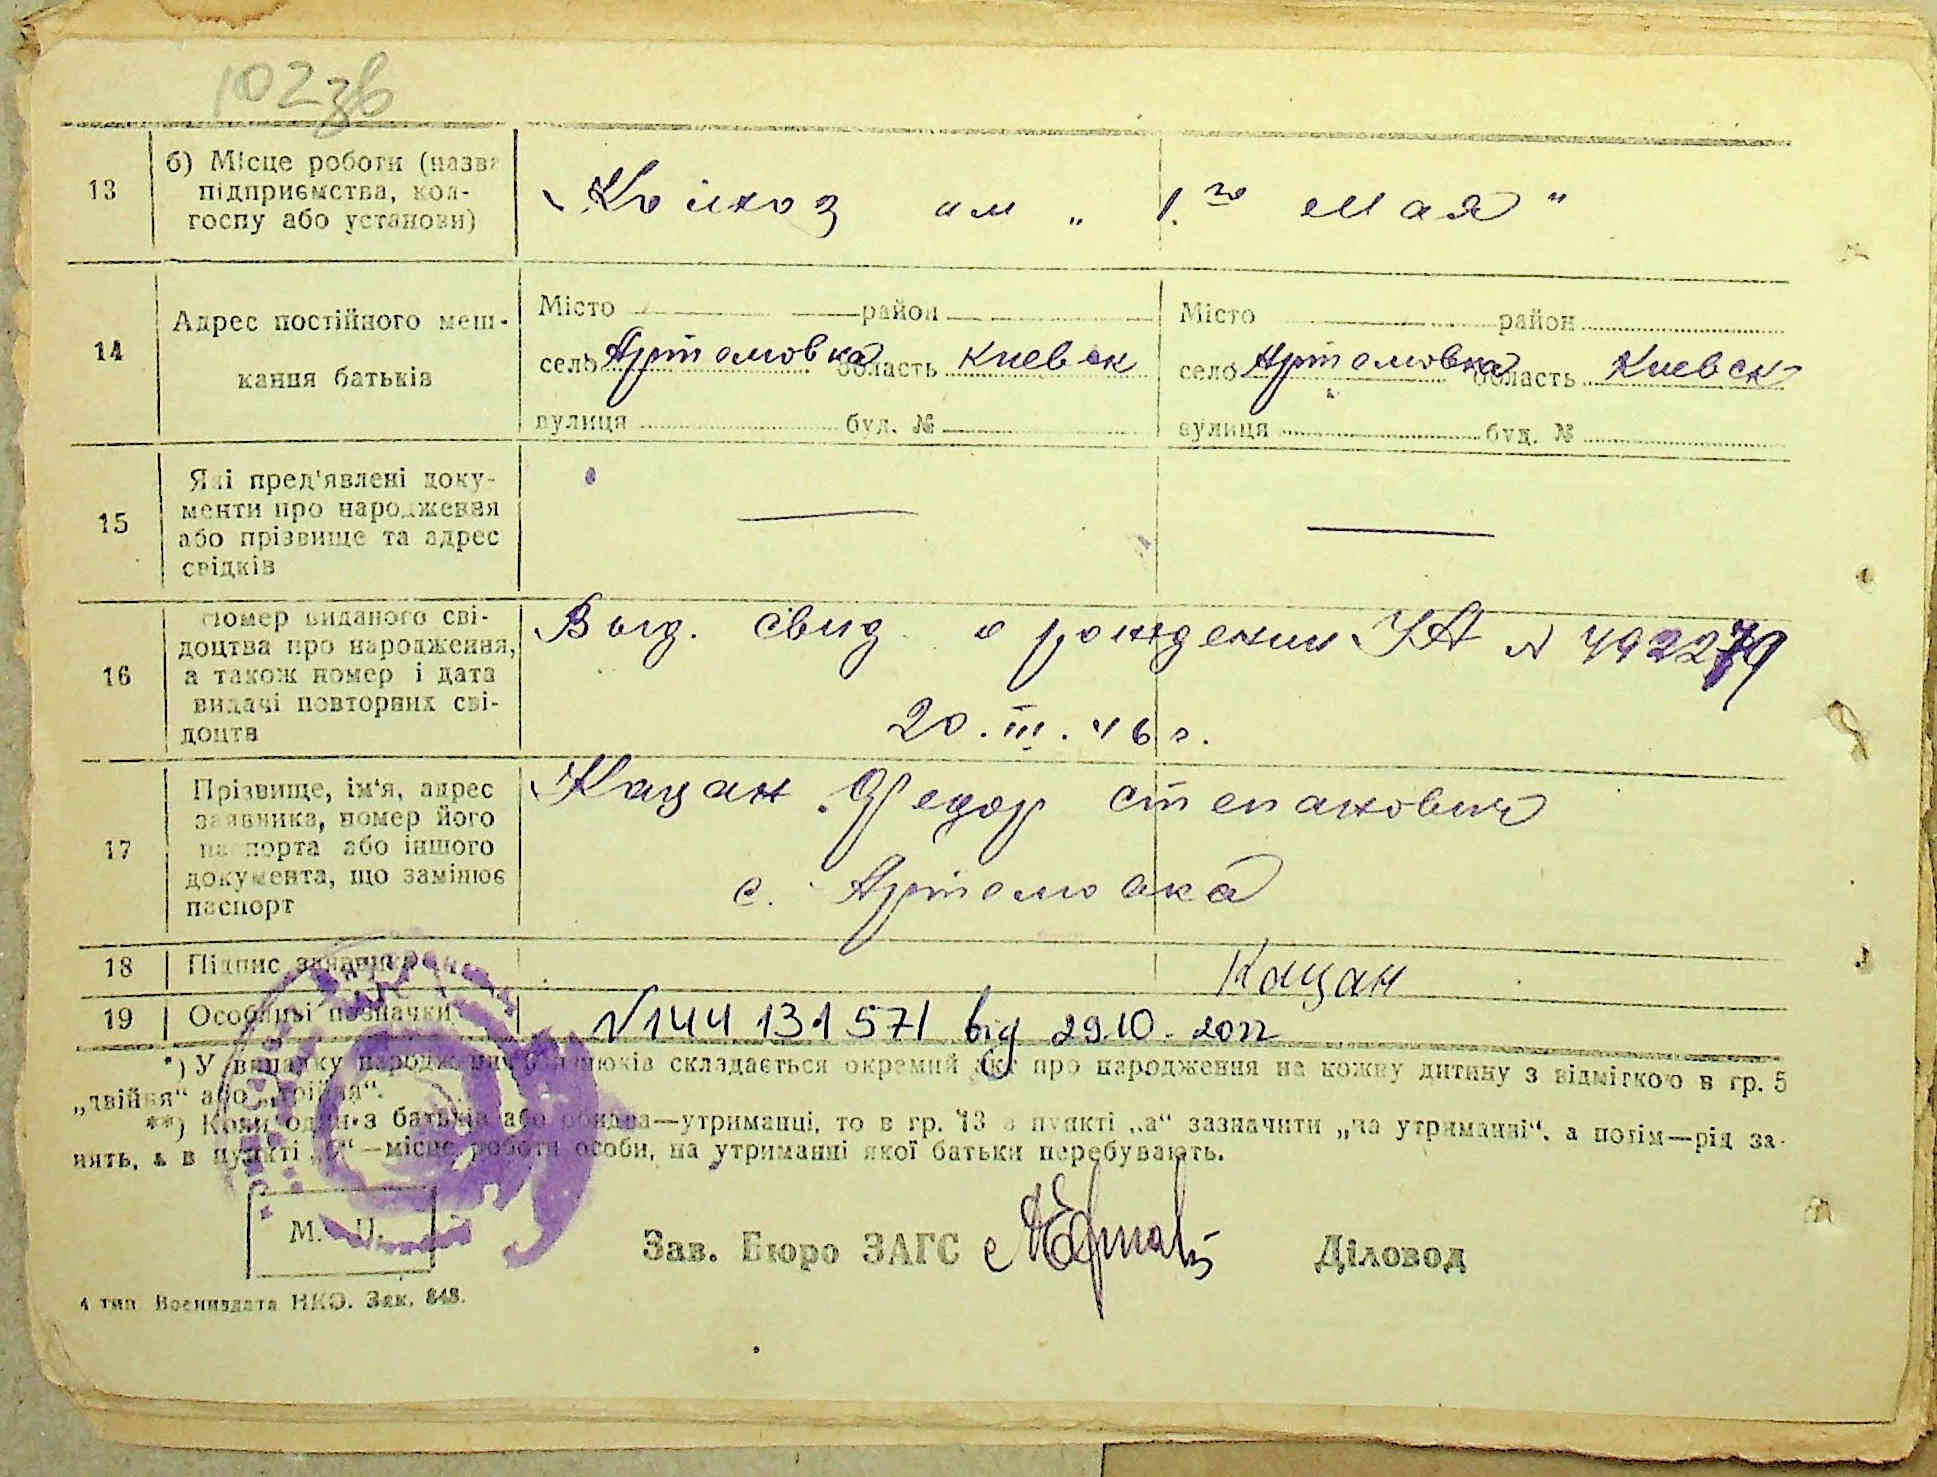 102зв
13
б) Місце роботи (назва підприємства, кол-
госпу або установи)
Колхоз им „ 1.го Мая "
14
Адрес постійного меш-
кання батьків
Місто район
село Артемовка область Киевск
вулиця буд. №
Місто район
село Артемовка область Киевск
вулиця буд. №
15
Які пред'явлені доку-
менти про народження
або прізвище та адрес
свідків
16
Номер виданого сві-
доцтва про народження,
а також номер і дата
видачі повторних сві-
доцтв
Выд. свид о рождении УА № 492279
20.III.46 г.
17
Прізвище, ім'я, адрес
заявника, номер його
паспорта або іншого
документа, що замінює
паспорт
Кацан Федор степанович
с. Артемовка
18
Підпис заявника
Кацан
19
Особливі позначки
№144 131 571 від 29.10.2022
*) У випадку народження близнюків складається окремий акт про народження на кожну дитину з відміткою в гр. 5
„двійня“ або „трійня“.
**) Коли один з батьків або обидва—утриманці, то в гр. 13 в пункті „а“ зазначити „на утриманні“, а потім—рід за-
нять, а в пункті „б“—місце роботи особи, на утриманні якої батьки перебувають.
М. П.
Зав. Бюро ЗАГС
Діловод
4 тип. Воениздата НКО. Зак. 848.